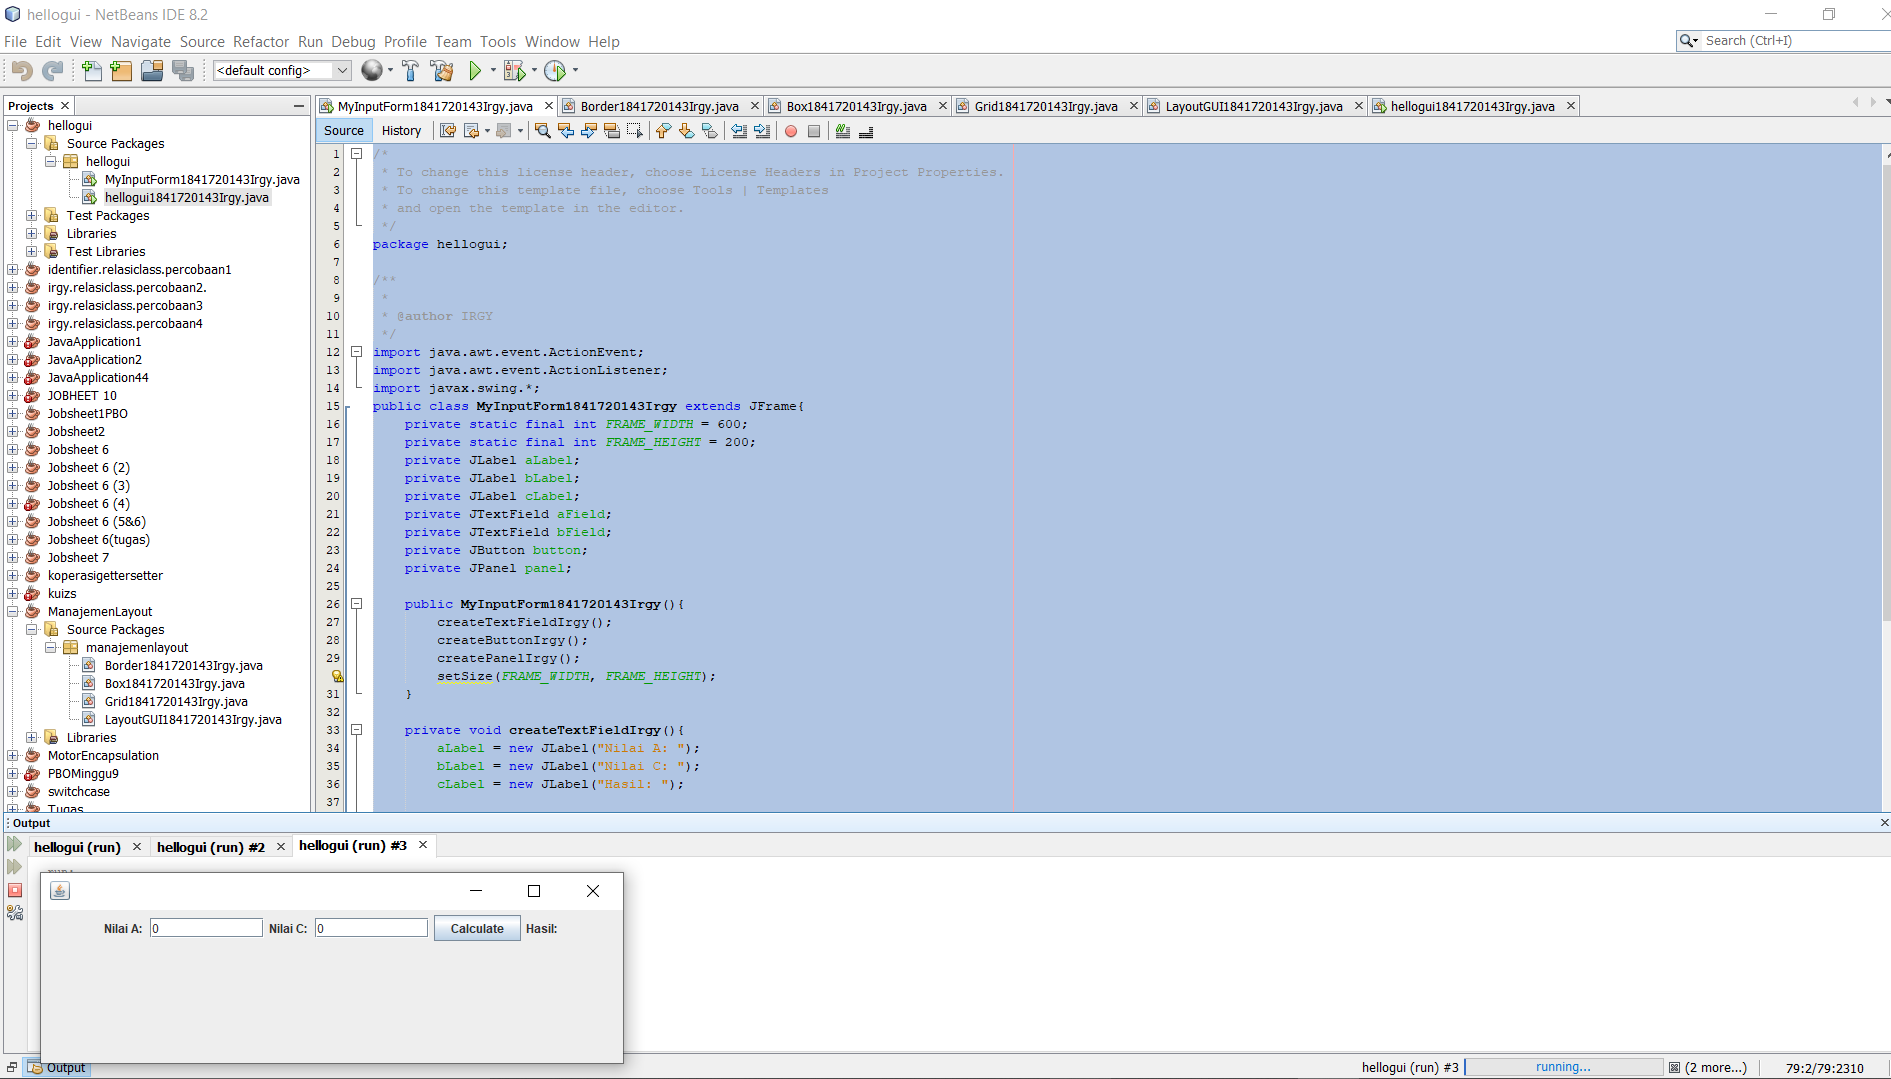 hellogui - NetBeans IDE 8.2
File Edit View Navigate Source Refactor Run Debug Profile Team Tools Window Help
Search (Ctrl+I)
<default config>
Projects
hellogui
Source Packages
hellogui
MyInputForm1841720143Irgy.java
hellogui1841720143Irgy.java
Test Packages
Libraries
Test Libraries
identifier.relasiclass.percobaan1
irgy.relasiclass.percobaan2.
irgy.relasiclass.percobaan3
irgy.relasiclass.percobaan4
JavaApplication1
JavaApplication2
JavaApplication44
JOBHEET 10
Jobsheet1PBO
Jobsheet2
Jobsheet 6
Jobsheet 6 (2)
Jobsheet 6 (3)
Jobsheet 6 (4)
Jobsheet 6 (5&6)
Jobsheet 6(tugas)
Jobsheet 7
koperasigettersetter
kuizs
ManajemenLayout
Source Packages
manajemenlayout
Border1841720143Irgy.java
Box1841720143Irgy.java
Grid1841720143Irgy.java
LayoutGUI1841720143Irgy.java
Libraries
MotorEncapsulation
PBOMinggu9
switchcase
Tugas
MyInputForm1841720143Irgy.java Border1841720143Irgy.java Box1841720143Irgy.java Grid1841720143Irgy.java LayoutGUI1841720143Irgy.java hellogui1841720143Irgy.java
Source History
1 /*
2 * To change this license header, choose License Headers in Project Properties.
3 * To change this template file, choose Tools | Templates
4 * and open the template in the editor.
5 */
6 package hellogui;
7
8 /**
9 *
10 * @author IRGY
11 */
12 import java.awt.event.ActionEvent;
13 import java.awt.event.ActionListener;
14 import javax.swing.*;
15 public class MyInputForm1841720143Irgy extends JFrame{
16 private static final int FRAME_WIDTH = 600;
17 private static final int FRAME_HEIGHT = 200;
18 private JLabel aLabel;
19 private JLabel bLabel;
20 private JLabel cLabel;
21 private JTextField aField;
22 private JTextField bField;
23 private JButton button;
24 private JPanel panel;
25
26 public MyInputForm1841720143Irgy(){
27 createTextFieldIrgy();
28 createButtonIrgy();
29 createPanelIrgy();
setSize(FRAME_WIDTH, FRAME_HEIGHT);
31 }
32
33 private void createTextFieldIrgy(){
34 aLabel = new JLabel("Nilai A: ");
35 bLabel = new JLabel("Nilai C: ");
36 cLabel = new JLabel("Hasil: ");
37
Output
hellogui (run) hellogui (run) #2 hellogui (run) #3
Nilai A: 0 Nilai C: 0 Calculate Hasil:
Output
hellogui (run) #3 running... (2 more...) 79:2/79:2310